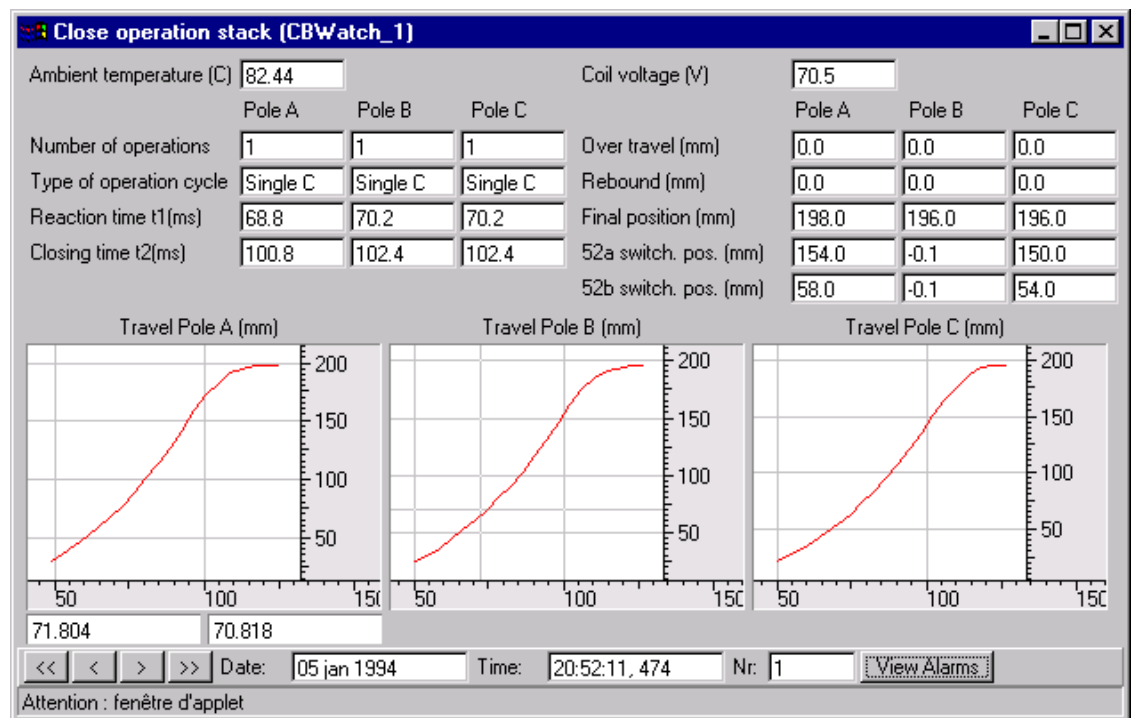 Close operation stack (CBWatch_1)
Ambient temperature (C) 82.44 Coil voltage (V) 70.5
Pole A Pole B Pole C Pole A Pole B Pole C
Number of operations 1 1 1 Over travel (mm) 0.0 0.0 0.0
Type of operation cycle Single C Single C Single C Rebound (mm) 0.0 0.0 0.0
Reaction time t1(ms) 68.8 70.2 70.2 Final position (mm) 198.0 196.0 196.0
Closing time t2(ms) 100.8 102.4 102.4 52a switch. pos. (mm) 154.0 -0.1 150.0
52b switch. pos. (mm) 58.0 -0.1 54.0
Travel Pole A (mm) Travel Pole B (mm) Travel Pole C (mm)
200 200 200
150 150 150
100 100 100
50 50 50
50 100 150 50 100 150 50 100 150
71.804 70.818
<< < > >> Date: 05 jan 1994 Time: 20:52:11, 474 Nr: 1 View Alarms
Attention : fenêtre d'applet